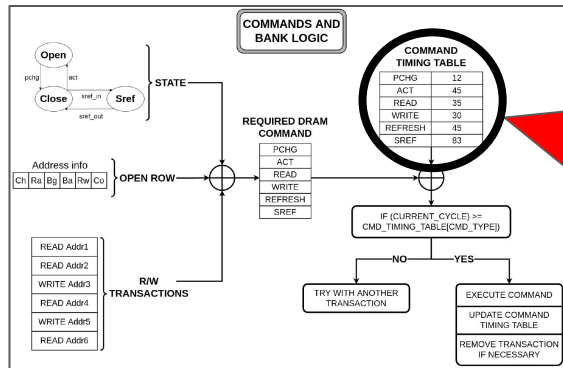 COMMANDS AND
BANK LOGIC
Open
pchg
act
Close
sref_in
sref_out
Sref
STATE
Address info
Ch Ra Bg Ba Rw Co
OPEN ROW
READ Addr1
READ Addr2
WRITE Addr3
READ Addr4
WRITE Addr5
READ Addr6
R/W
TRANSACTIONS
REQUIRED DRAM
COMMAND
PCHG
ACT
READ
WRITE
REFRESH
SREF
COMMAND
TIMING TABLE
PCHG 12
ACT 45
READ 35
WRITE 30
REFRESH 45
SREF 83
IF (CURRENT_CYCLE) >=
CMD_TIMING_TABLE[CMD_TYPE])
NO
YES
TRY WITH ANOTHER
TRANSACTION
EXECUTE COMMAND
UPDATE COMMAND
TIMING TABLE
REMOVE TRANSACTION
IF NECESSARY